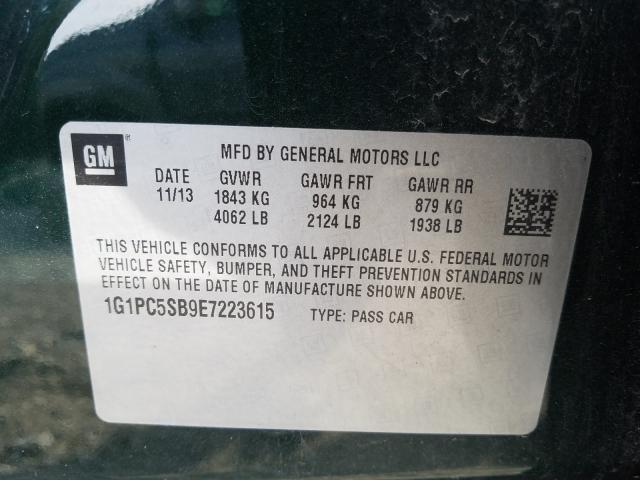 GM
MFD BY GENERAL MOTORS LLC
DATE GVWR GAWR FRT GAWR RR
11/13 1843 KG 964 KG 879 KG
4062 LB 2124 LB 1938 LB
THIS VEHICLE CONFORMS TO ALL APPLICABLE U.S. FEDERAL MOTOR
VEHICLE SAFETY, BUMPER, AND THEFT PREVENTION STANDARDS IN
EFFECT ON THE DATE OF MANUFACTURE SHOWN ABOVE.
1G1PC5SB9E7223615 TYPE: PASS CAR